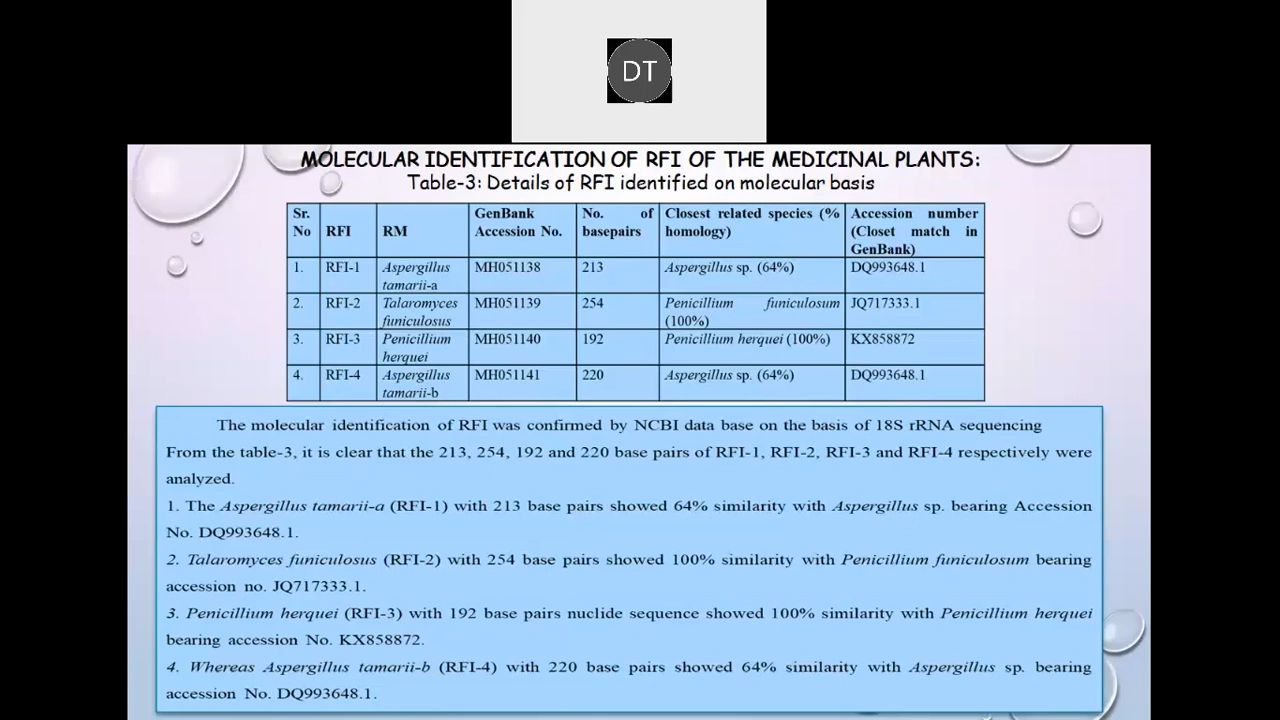 DT
MOLECULAR IDENTIFICATION OF RFI OF THE MEDICINAL PLANTS:
Table-3: Details of RFI identified on molecular basis
Sr. No RFI RM GenBank Accession No. No. of basepairs Closest related species (% homology) Accession number (Closet match in GenBank)
1. RFI-1 Aspergillus tamarii-a MH051138 213 Aspergillus sp. (64%) DQ993648.1
2. RFI-2 Talaromyces funiculosus MH051139 254 Penicillium funiculosum (100%) JQ717333.1
3. RFI-3 Penicillium herquei MH051140 192 Penicillium herquei (100%) KX858872
4. RFI-4 Aspergillus tamarii-b MH051141 220 Aspergillus sp. (64%) DQ993648.1
The molecular identification of RFI was confirmed by NCBI data base on the basis of 18S rRNA sequencing
From the table-3, it is clear that the 213, 254, 192 and 220 base pairs of RFI-1, RFI-2, RFI-3 and RFI-4 respectively were
analyzed.
1. The Aspergillus tamarii-a (RFI-1) with 213 base pairs showed 64% similarity with Aspergillus sp. bearing Accession
No. DQ993648.1.
2. Talaromyces funiculosus (RFI-2) with 254 base pairs showed 100% similarity with Penicillium funiculosum bearing
accession no. JQ717333.1.
3. Penicillium herquei (RFI-3) with 192 base pairs nuclide sequence showed 100% similarity with Penicillium herquei
bearing accession No. KX858872.
4. Whereas Aspergillus tamarii-b (RFI-4) with 220 base pairs showed 64% similarity with Aspergillus sp. bearing
accession No. DQ993648.1.